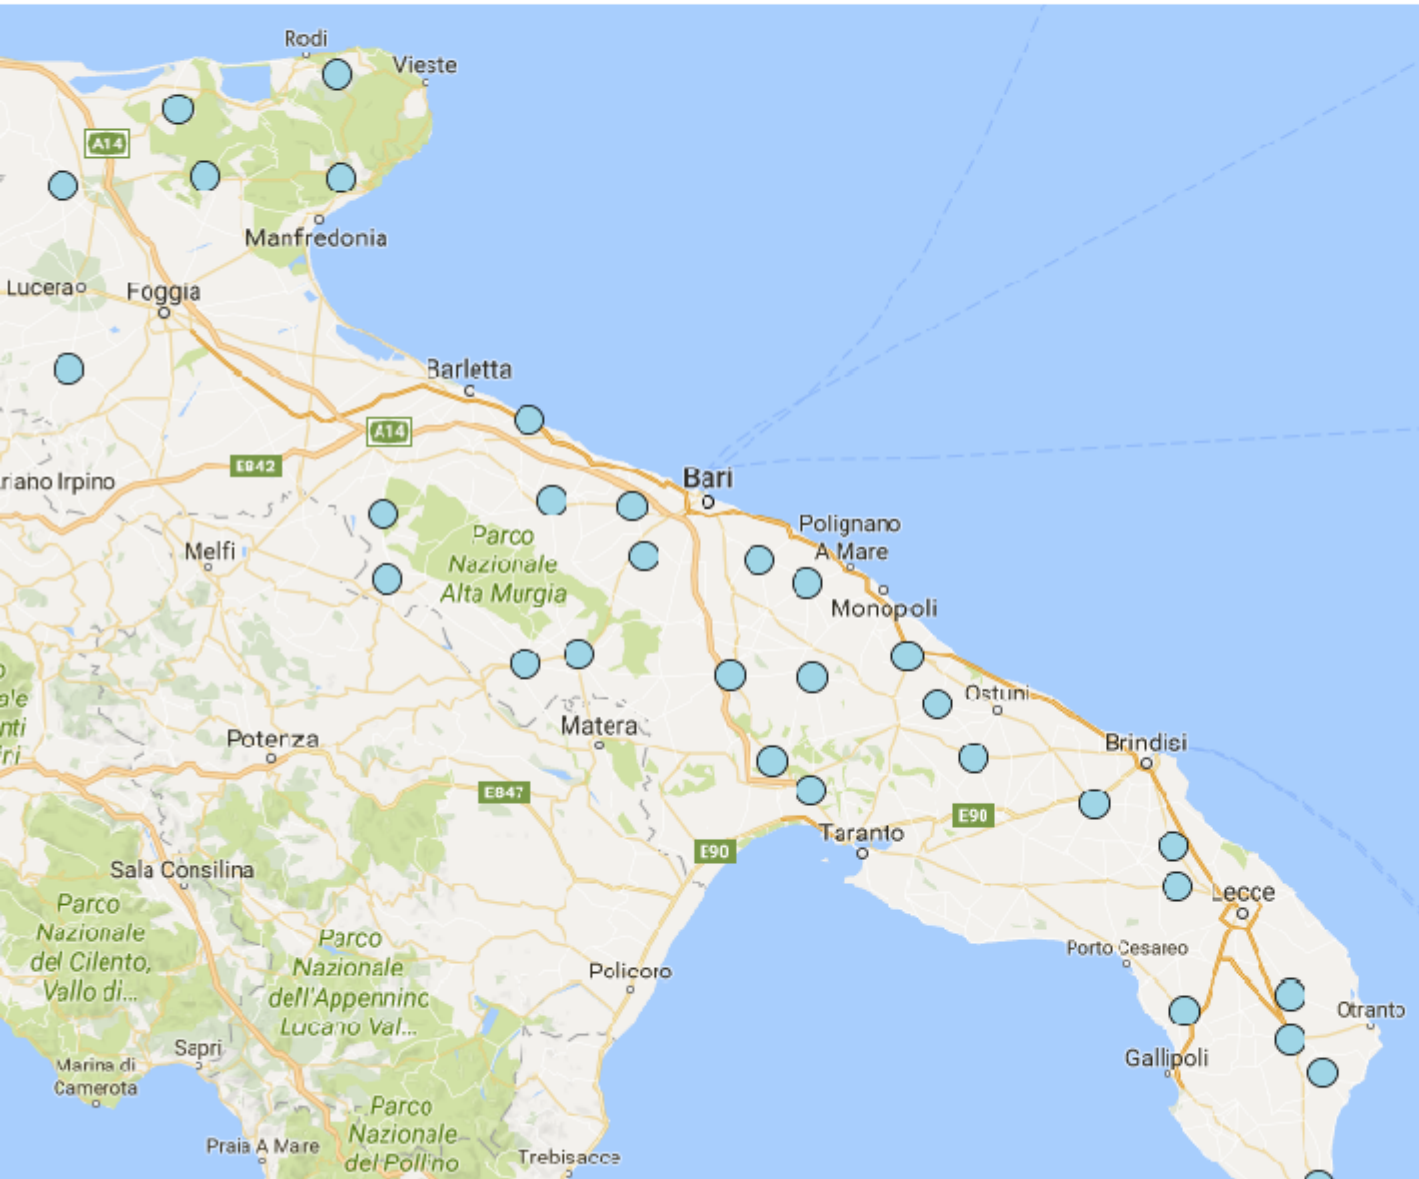 Rodi
Vieste
A14
Manfredonia
Lucera
Foggia
Barletta
A14
E842
riano Irpino
Bari
Polignano
A Mare
Parco
Nazionale
Alta Murgia
Melfi
Monopoli
Ostuni
Matera
Potenza
Brindisi
E847
E90
Taranto
E90
Sala Consilina
Lecce
Parco
Nazionale
del Cilento,
Vallo di...
Parco
Nazionale
dell'Appenninc
Lucano Val...
Porto Cesareo
Policoro
Otranto
Sapri
Gallipoli
Marina di
Camerota
Parco
Nazionale
del Pollino
Praia A Mare
Trebisacce